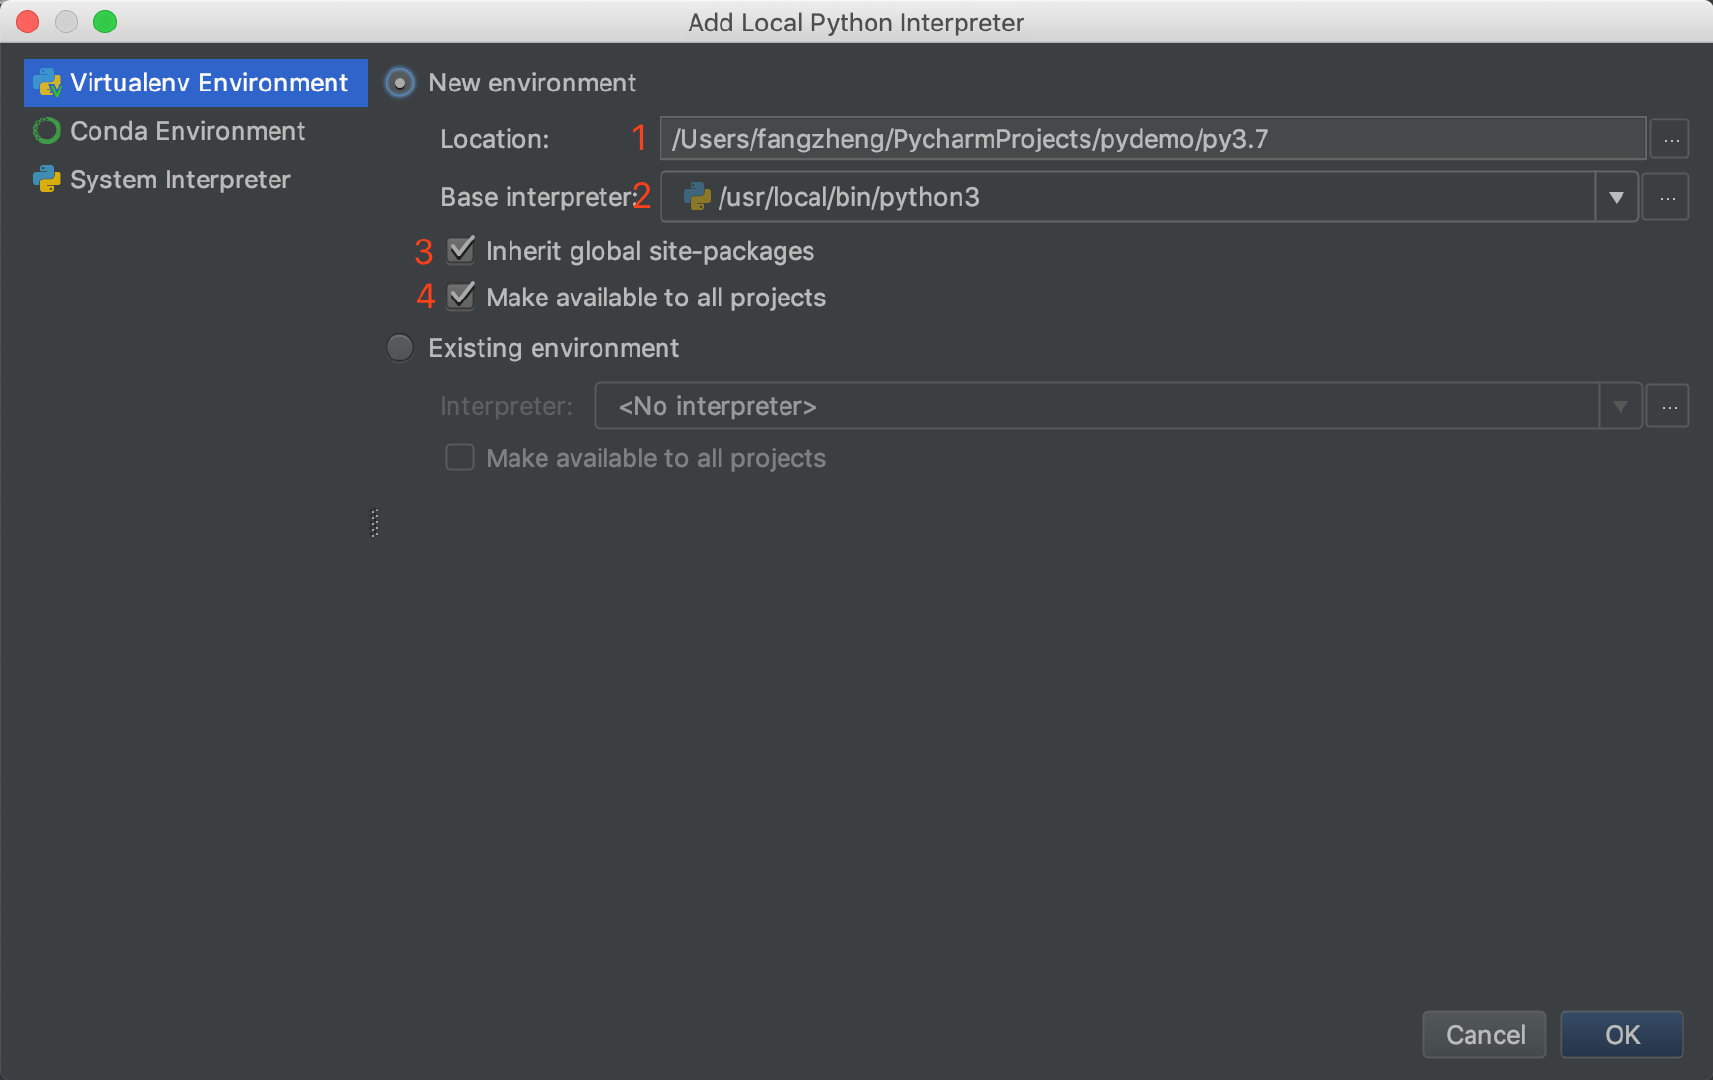 Add Local Python Interpreter
Virtualenv Environment
Conda Environment
System Interpreter
New environment
Location: 1 /Users/fangzheng/PycharmProjects/pydemo/py3.7 ...
Base interpreter: 2 /usr/local/bin/python3 ...
3 Inherit global site-packages
4 Make available to all projects
Existing environment
Interpreter: <No interpreter> ...
Make available to all projects
Cancel OK